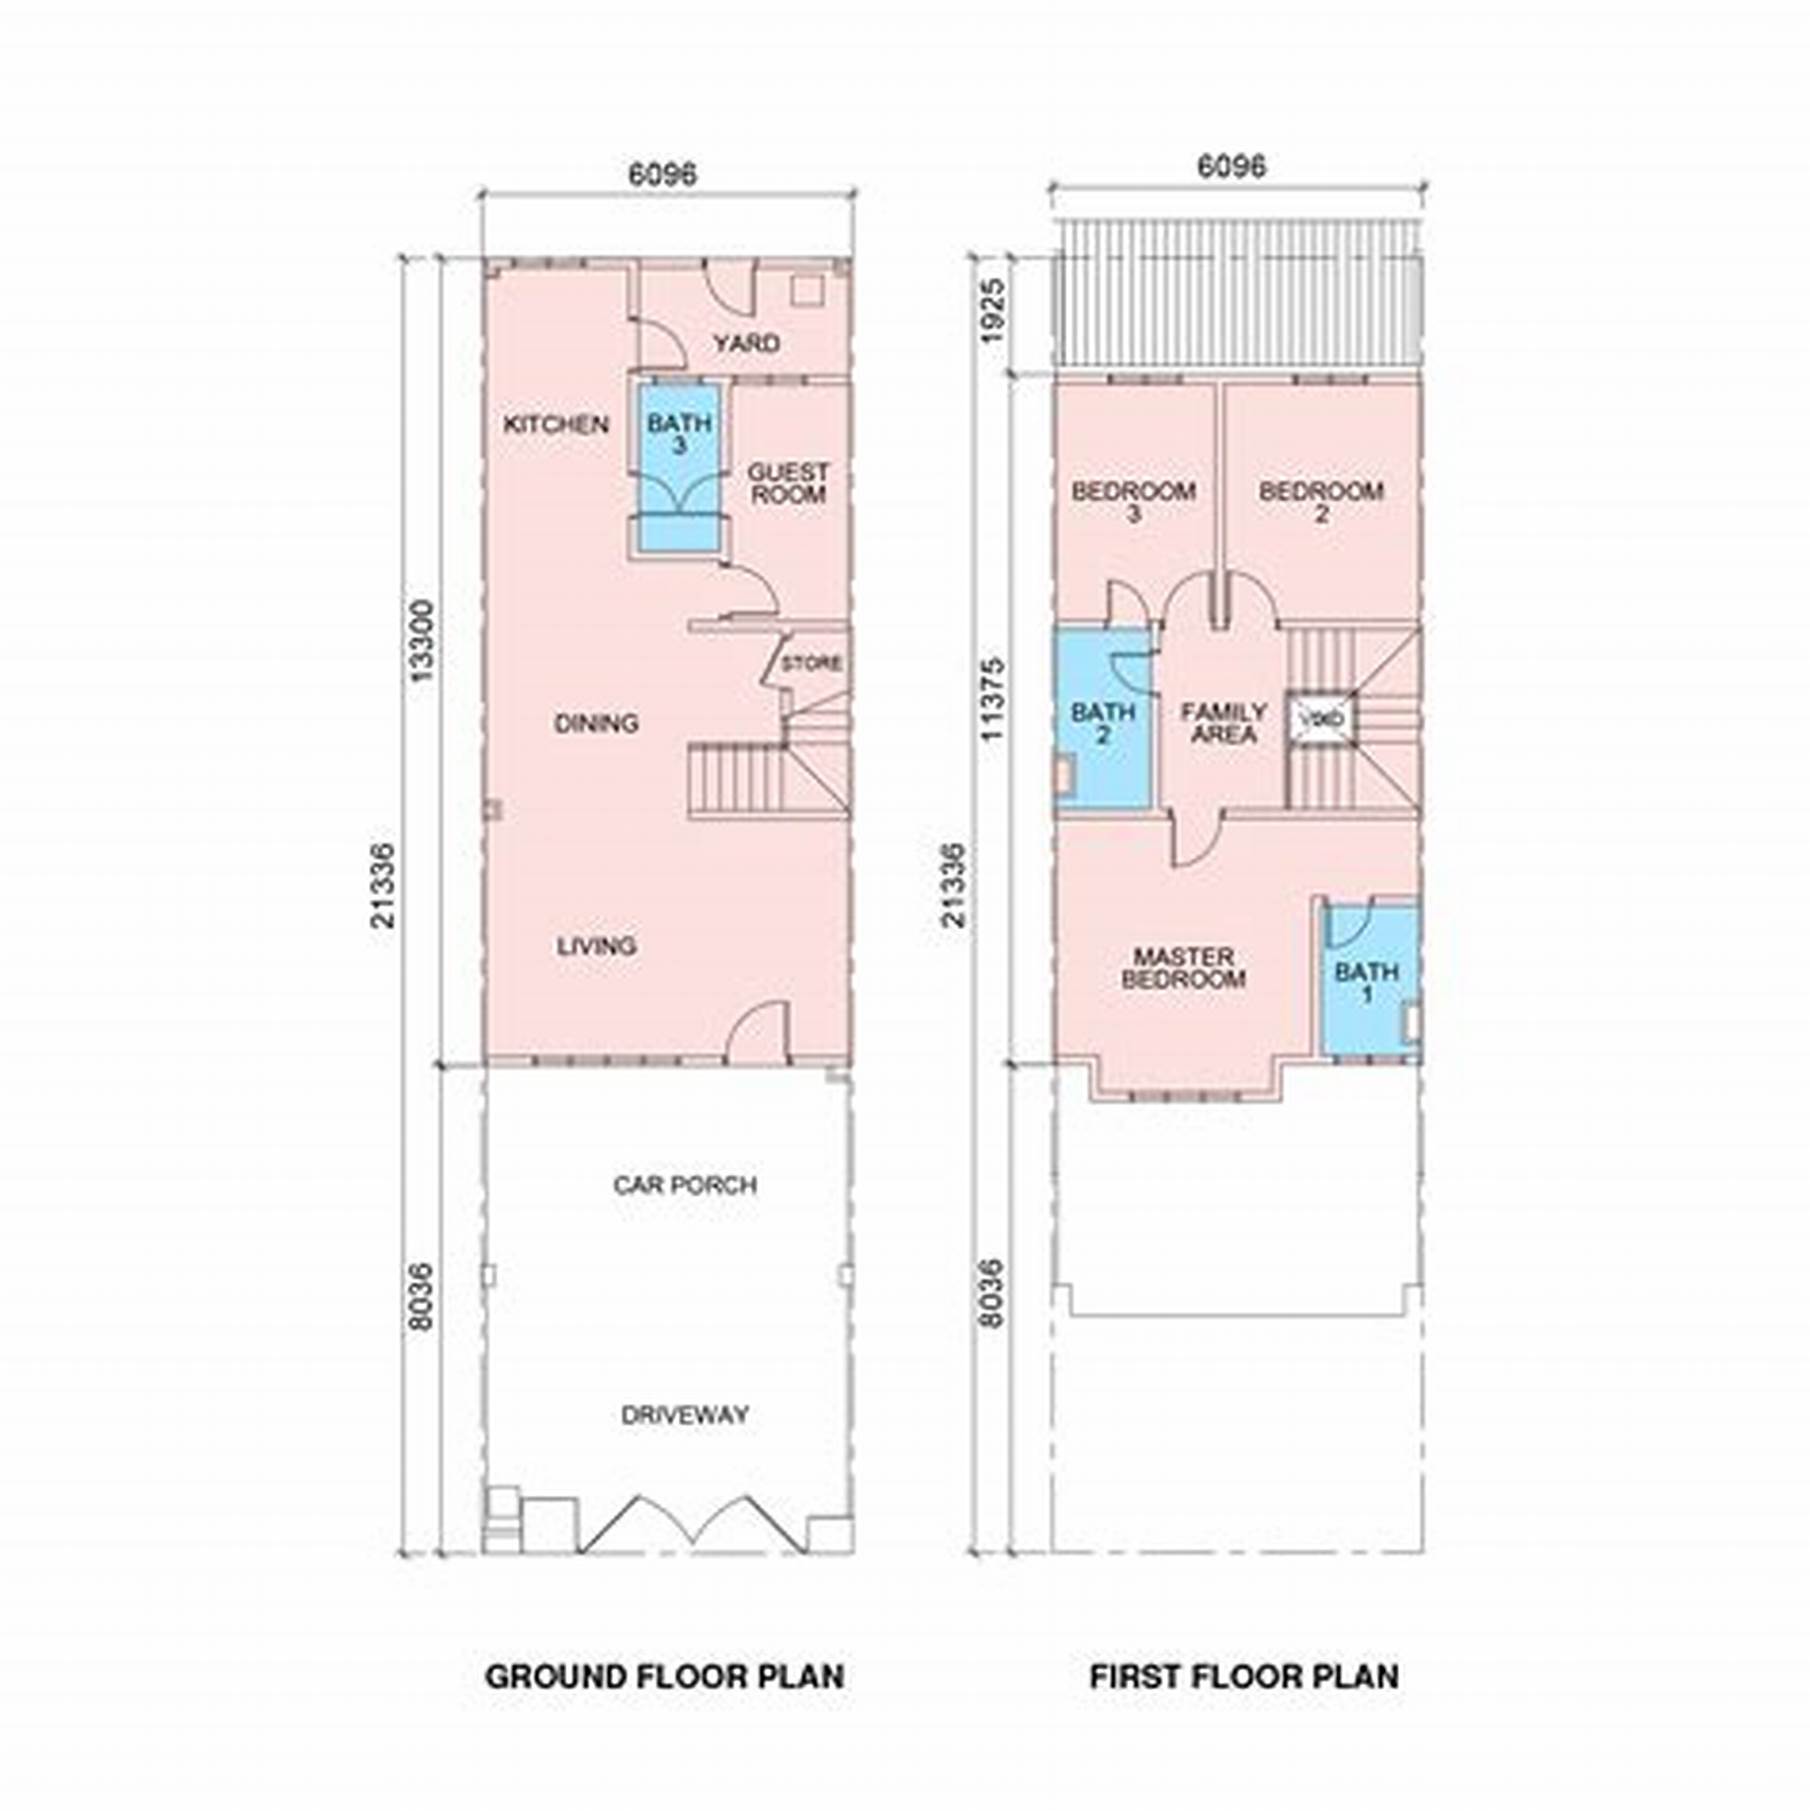 6096
YARD
KITCHEN
BATH
3
GUEST
ROOM
13300
STORE
DINING
21336
LIVING
CAR PORCH
8036
DRIVEWAY
GROUND FLOOR PLAN
6096
1925
BEDROOM
3
BEDROOM
2
11375
BATH
2
FAMILY
AREA
VOID
21336
MASTER
BEDROOM
BATH
1
8036
FIRST FLOOR PLAN